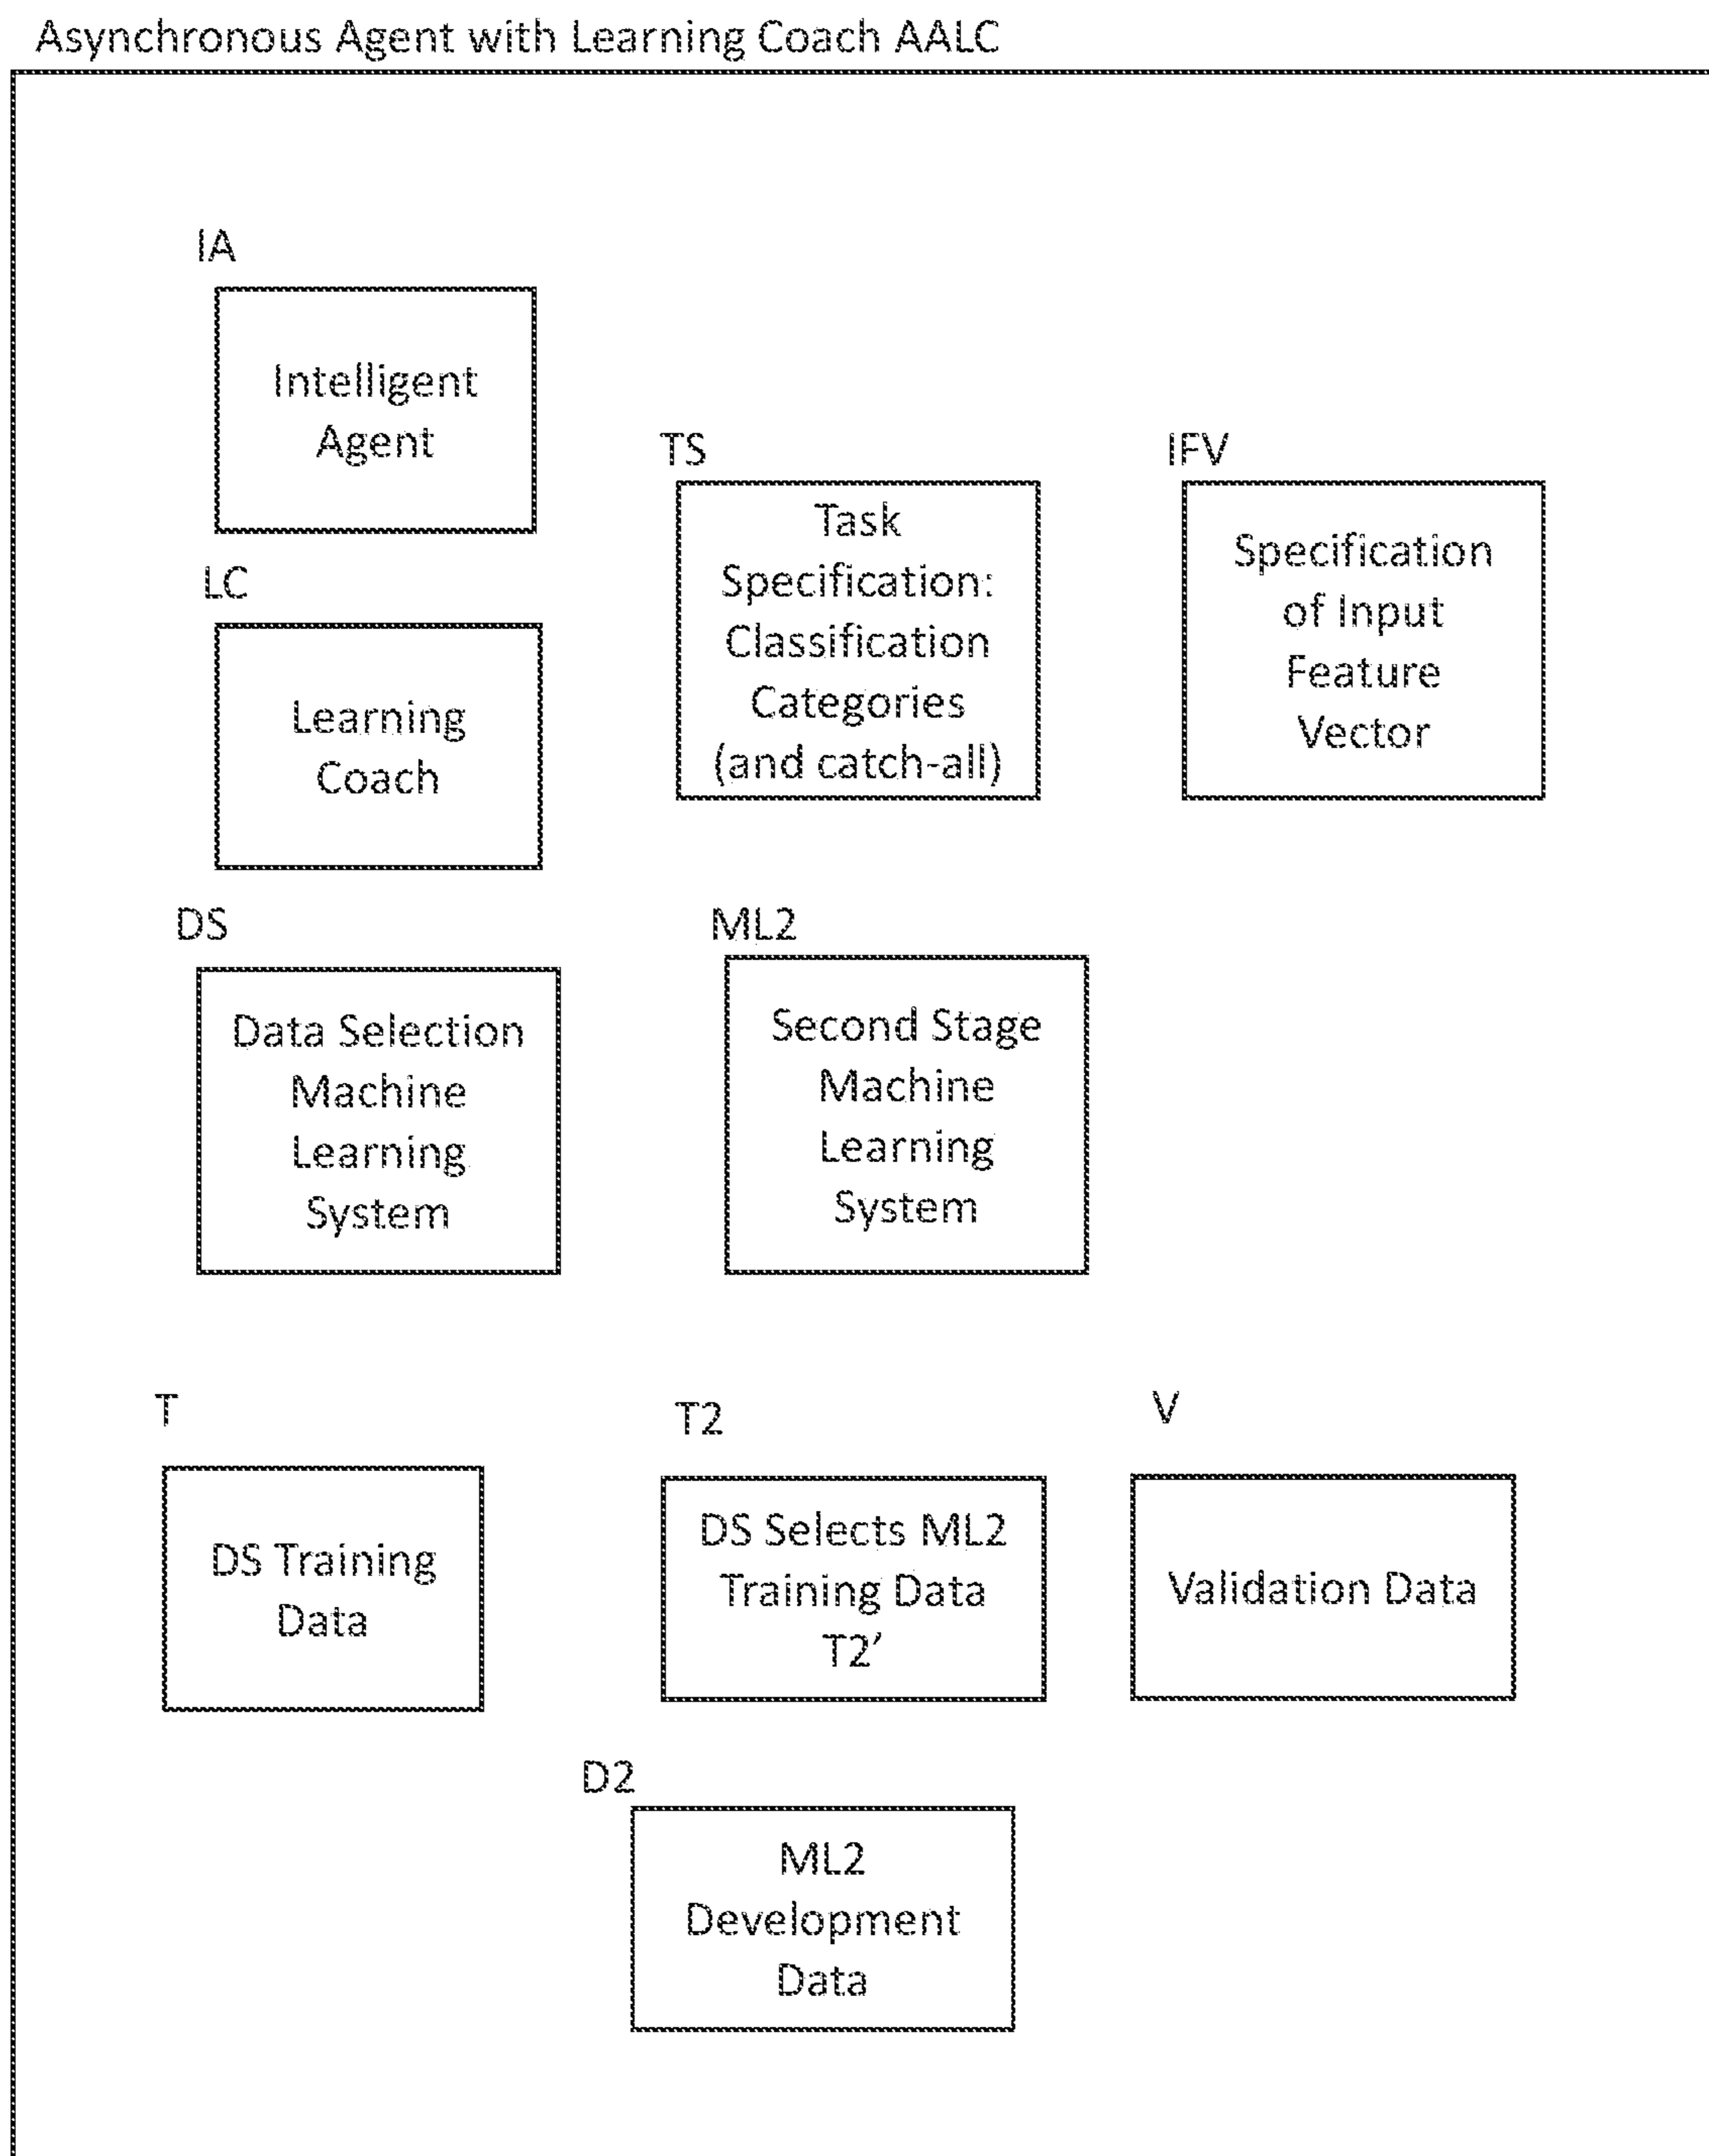 Asynchronous Agent with Learning Coach AALC
IA
Intelligent
Agent
TS
Task
Specification:
Classification
Categories
(and catch-all)
IFV
Specification
of Input
Feature
Vector
LC
Learning
Coach
DS
Data Selection
Machine
Learning
System
ML2
Second Stage
Machine
Learning
System
T
DS Training
Data
T2
DS Selects ML2
Training Data
T2’
V
Validation Data
D2
ML2
Development
Data